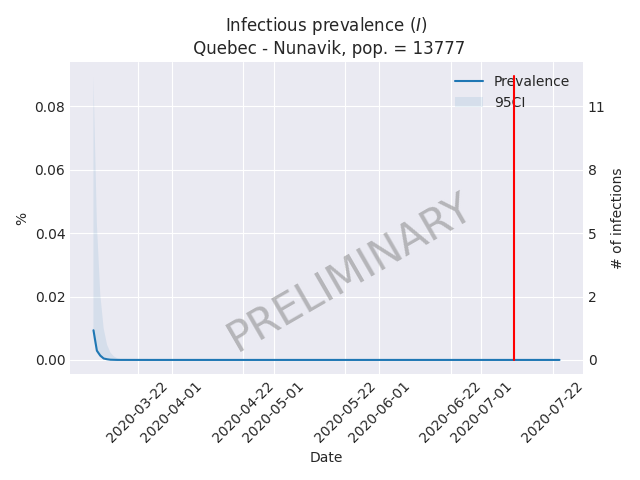 Infectious prevalence (I)
Quebec - Nunavik, pop. = 13777
Prevalence
95CI
0.08
0.06
0.04
0.02
0.00
%
11
8
5
2
0
# of infections
PRELIMINARY
2020-03-22
2020-04-01
2020-04-22
2020-05-01
2020-05-22
2020-06-01
2020-06-22
2020-07-01
2020-07-22
Date